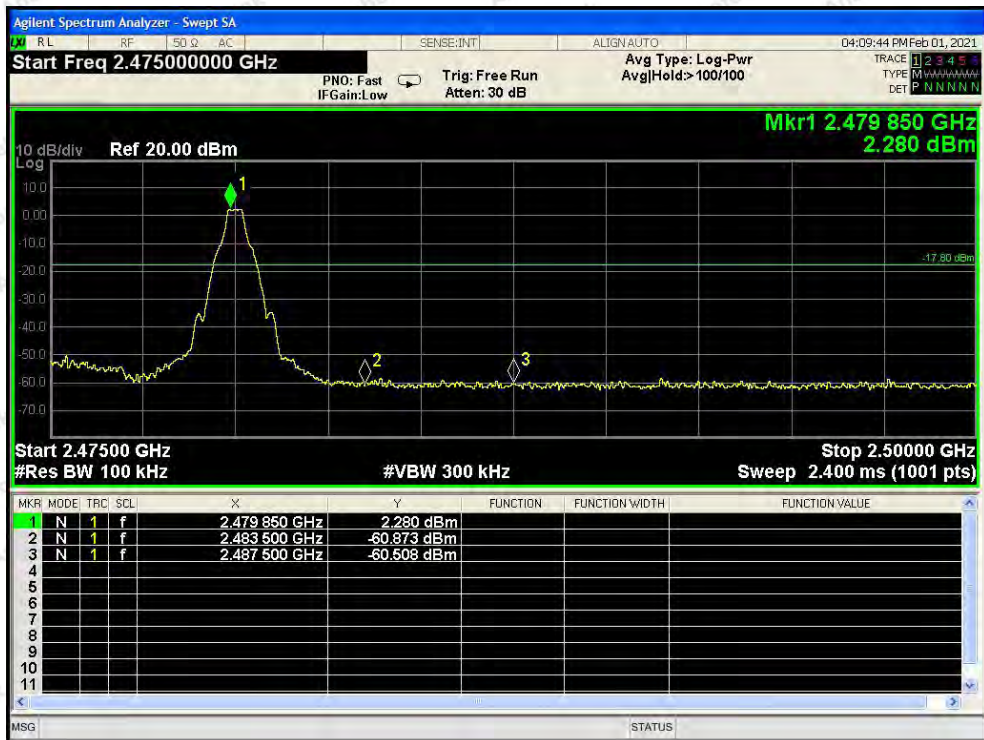 Agilent Spectrum Analyzer - Swept SA
LXI RL RF 50 Ω AC SENSE:INT ALIGN AUTO 04:09:44 PM Feb 01, 2021
Start Freq 2.475000000 GHz
PNO: Fast
IFGain:Low
Trig: Free Run
Atten: 30 dB
Avg Type: Log-Pwr
Avg|Hold:> 100/100
TRACE 1 2 3 4 5 6
TYPE M
DET P N N N N N
Mkr1 2.479 850 GHz
2.280 dBm
10 dB/div Ref 20.00 dBm
Log
10.0
0.00
-10.0
-20.0
-30.0
-40.0
-50.0
-60.0
-70.0
1
-17.80 dBm
2
3
Start 2.47500 GHz Stop 2.50000 GHz
#Res BW 100 kHz #VBW 300 kHz Sweep 2.400 ms (1001 pts)
MKR MODE TRC SCL X Y FUNCTION FUNCTION WIDTH FUNCTION VALUE
1 N 1 f 2.479 850 GHz 2.280 dBm
2 N 1 f 2.483 500 GHz -60.873 dBm
3 N 1 f 2.487 500 GHz -60.508 dBm
4
5
6
7
8
9
10
11
MSG STATUS